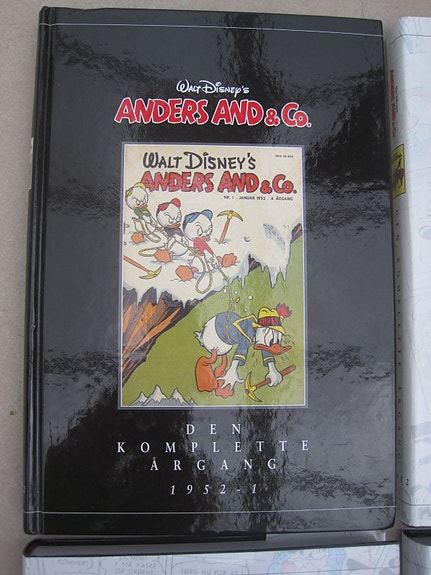 WALT DISNEY'S
ANDERS AND & Co.
WALT DISNEY'S
ANDERS AND & Co.
NR. 1 . JANUAR 1952 . 4. ÅRGANG
DEN
KOMPLETTE
ÅRGANG
1952-1